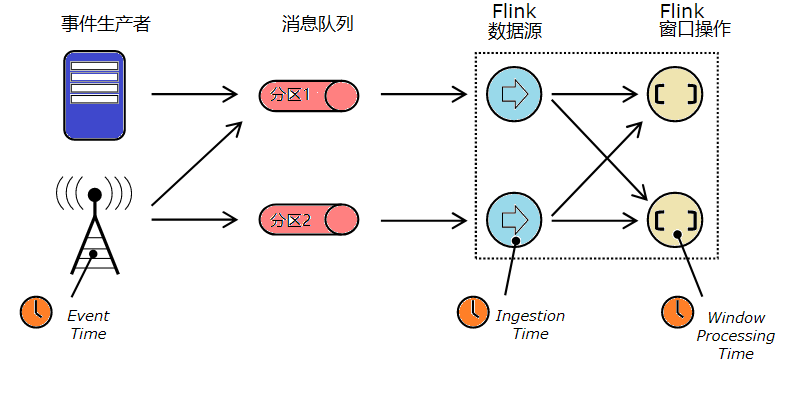 事件生产者
消息队列
Flink
数据源
Flink
窗口操作
分区1
分区2
Event
Time
Ingestion
Time
Window
Processing
Time